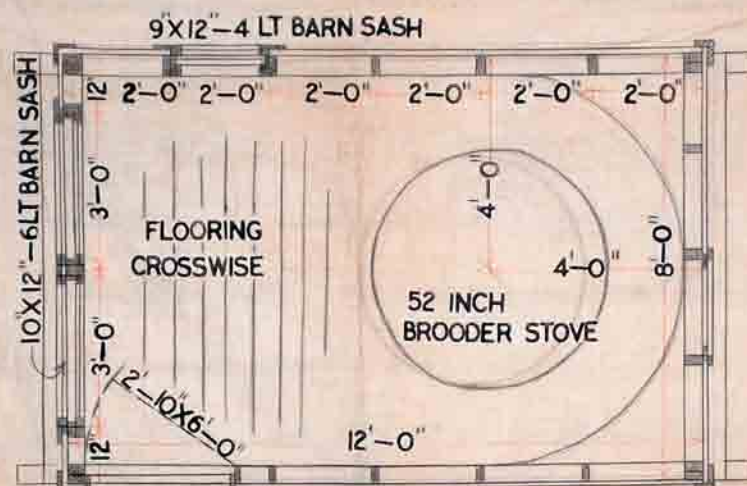 9"X12"—4 LT BARN SASH
10"X12"—6LT BARN SASH
12"
2'—0" 2'—0" 2'—0" 2'—0" 2'—0" 2'—0"
3'—0"
4'—0"
FLOORING
CROSSWISE
4'—0"
8'—0"
52 INCH
BROODER STOVE
3'—0"
2'—10"X6'—0"
12"
12'—0"